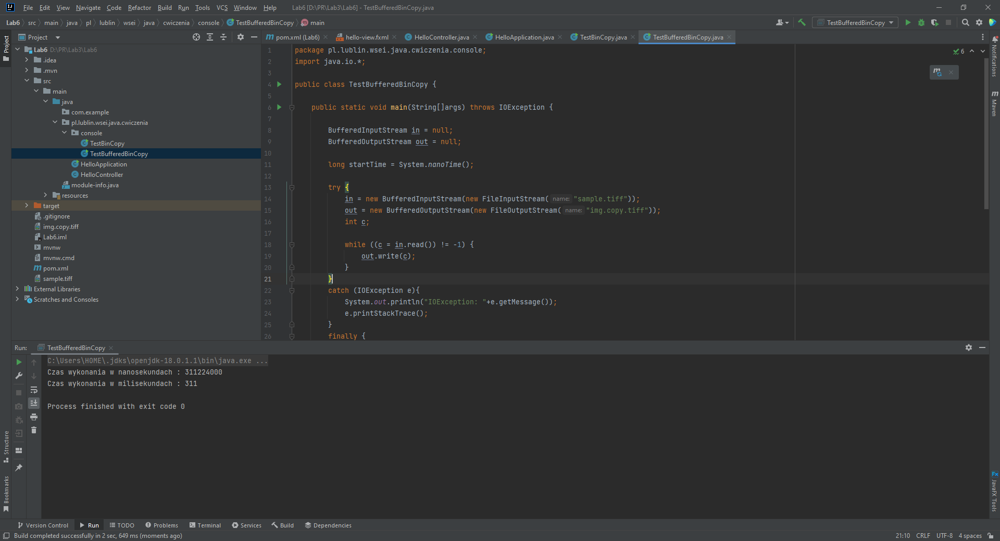 File Edit View Navigate Code Refactor Build Run Tools VCS Window Help Lab6 [D:\PR\Lab3\Lab6] - TestBufferedBinCopy.java
Lab6 src main java pl lublin wsei java cwiczenia console TestBufferedBinCopy main
TestBufferedBinCopy
Project
pom.xml (Lab6) hello-view.fxml HelloController.java HelloApplication.java TestBinCopy.java TestBufferedBinCopy.java
Project
Lab6 D:\PR\Lab3\Lab6
.idea
.mvn
src
main
java
com.example
pl.lublin.wsei.java.cwiczenia
console
TestBinCopy
TestBufferedBinCopy
HelloApplication
HelloController
module-info.java
resources
target
.gitignore
img.copy.tiff
Lab6.iml
mvnw
mvnw.cmd
pom.xml
sample.tiff
External Libraries
Scratches and Consoles
1 package pl.lublin.wsei.java.cwiczenia.console;
2 import java.io.*;
3
4 public class TestBufferedBinCopy {
5
6 public static void main(String[]args) throws IOException {
7
8 BufferedInputStream in = null;
9 BufferedOutputStream out = null;
10
11 long startTime = System.nanoTime();
12
13 try {
14 in = new BufferedInputStream(new FileInputStream( name: "sample.tiff"));
15 out = new BufferedOutputStream(new FileOutputStream( name: "img.copy.tiff"));
16 int c;
17
18 while ((c = in.read()) != -1) {
19 out.write(c);
20 }
21 }
22 catch (IOException e){
23 System.out.println("IOException: "+e.getMessage());
24 e.printStackTrace();
25 }
26 finally {
6
Notifications
Maven
JavaFX Tools
Structure
Bookmarks
Run: TestBufferedBinCopy
C:\Users\HOME\.jdks\openjdk-18.0.1.1\bin\java.exe ...
Czas wykonania w nanosekundach : 311224000
Czas wykonania w milisekundach : 311
Process finished with exit code 0
Version Control Run TODO Problems Terminal Services Build Dependencies
Build completed successfully in 2 sec, 649 ms (moments ago) 21:10 CRLF UTF-8 4 spaces